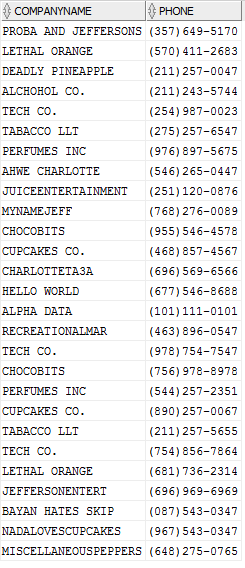 COMPANYNAME PHONE
PROBA AND JEFFERSONS (357)649-5170
LETHAL ORANGE (570)411-2683
DEADLY PINEAPPLE (211)257-0047
ALCHOHOL CO. (211)243-5744
TECH CO. (254)987-0023
TABACCO LLT (275)257-6547
PERFUMES INC (976)897-5675
AHWE CHARLOTTE (546)265-0447
JUICEENTERTAINMENT (251)120-0876
MYNAMEJEFF (768)276-0089
CHOCOBITS (955)546-4578
CUPCAKES CO. (468)857-4567
CHARLOTTETA3A (696)569-6566
HELLO WORLD (677)546-8688
ALPHA DATA (101)111-0101
RECREATIONALMAR (463)896-0547
TECH CO. (978)754-7547
CHOCOBITS (756)978-8978
PERFUMES INC (544)257-2351
CUPCAKES CO. (890)257-0067
TABACCO LLT (211)257-5655
TECH CO. (754)856-7864
LETHAL ORANGE (681)736-2314
JEFFERSONENTERT (696)969-6969
BAYAN HATES SKIP (087)543-0347
NADALOVESCUPCAKES (967)543-0347
MISCELLANEOUSPEPPERS (648)275-0765